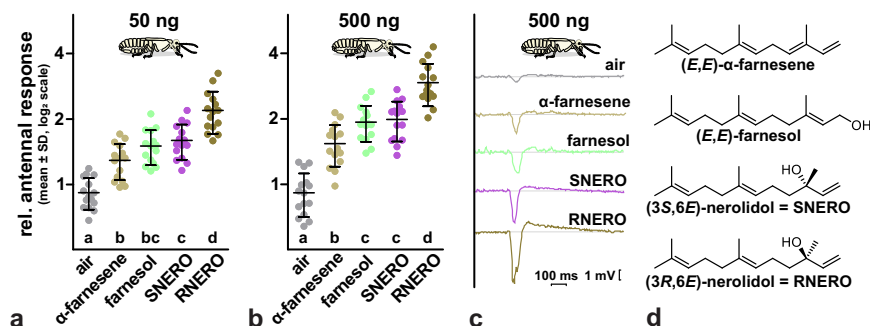 50 ng
500 ng
500 ng
rel. antennal response
(mean ± SD, log₂ scale)
4
2
1
a
b
bc
c
d
air
α-farnesene
farnesol
SNERO
RNERO
a
4
2
1
a
b
c
c
d
air
α-farnesene
farnesol
SNERO
RNERO
b
air
α-farnesene
farnesol
SNERO
RNERO
100 ms 1 mV
c
(E,E)-α-farnesene
OH
(E,E)-farnesol
HO
(3S,6E)-nerolidol = SNERO
HO
(3R,6E)-nerolidol = RNERO
d